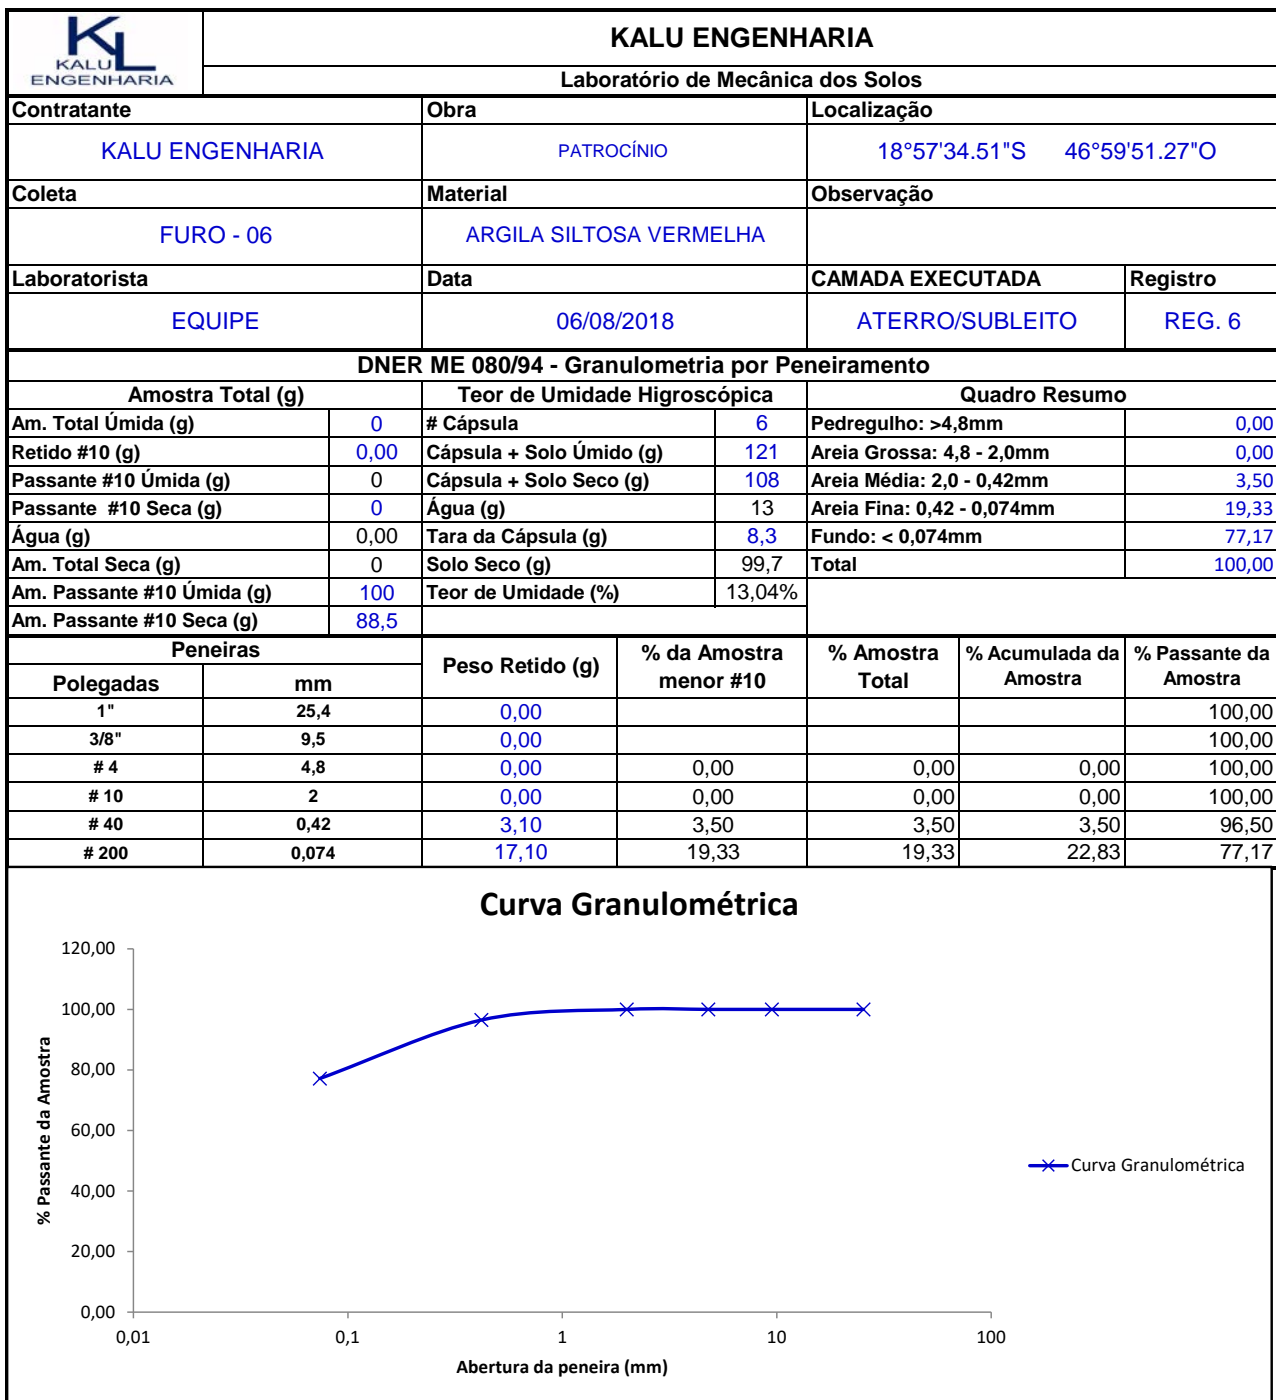 KL
KALU
ENGENHARIA
KALU ENGENHARIA
Laboratório de Mecânica dos Solos
Contratante Obra Localização
KALU ENGENHARIA PATROCÍNIO 18°57'34.51"S 46°59'51.27"O
Coleta Material Observação
FURO - 06 ARGILA SILTOSA VERMELHA
Laboratorista Data CAMADA EXECUTADA Registro
EQUIPE 06/08/2018 ATERRO/SUBLEITO REG. 6
DNER ME 080/94 - Granulometria por Peneiramento
Amostra Total (g) Teor de Umidade Higroscópica Quadro Resumo
Am. Total Úmida (g) 0 # Cápsula 6 Pedregulho: >4,8mm 0,00
Retido #10 (g) 0,00 Cápsula + Solo Úmido (g) 121 Areia Grossa: 4,8 - 2,0mm 0,00
Passante #10 Úmida (g) 0 Cápsula + Solo Seco (g) 108 Areia Média: 2,0 - 0,42mm 3,50
Passante #10 Seca (g) 0 Água (g) 13 Areia Fina: 0,42 - 0,074mm 19,33
Água (g) 0,00 Tara da Cápsula (g) 8,3 Fundo: < 0,074mm 77,17
Am. Total Seca (g) 0 Solo Seco (g) 99,7 Total 100,00
Am. Passante #10 Úmida (g) 100 Teor de Umidade (%) 13,04%
Am. Passante #10 Seca (g) 88,5
Peneiras Peso Retido (g) % da Amostra menor #10 % Amostra Total % Acumulada da Amostra % Passante da Amostra
Polegadas mm
1" 25,4 0,00 100,00
3/8" 9,5 0,00 100,00
# 4 4,8 0,00 0,00 0,00 0,00 100,00
# 10 2 0,00 0,00 0,00 0,00 100,00
# 40 0,42 3,10 3,50 3,50 3,50 96,50
# 200 0,074 17,10 19,33 19,33 22,83 77,17
Curva Granulométrica
120,00
100,00
80,00
60,00
40,00
20,00
0,00
% Passante da Amostra
Curva Granulométrica
0,01 0,1 1 10 100
Abertura da peneira (mm)